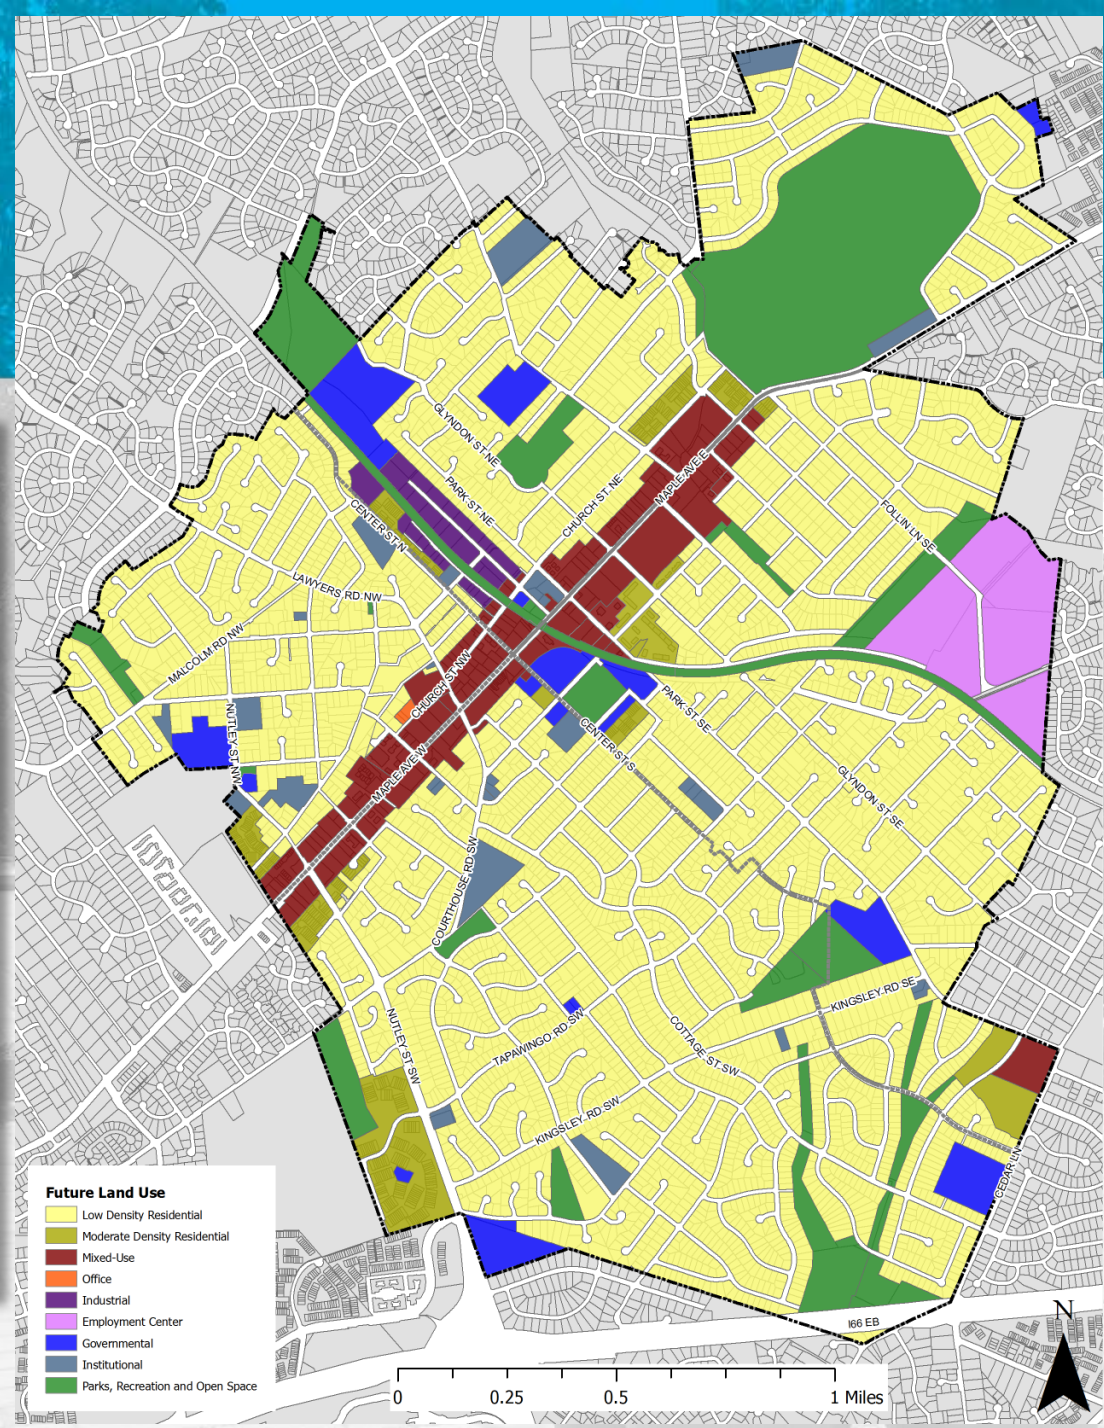 GLYNDON ST NE
PARK ST NE
CHURCH ST NE
MAPLE AVE E
CENTER ST N
FOLLIN LN SE
LAWYERS RD NW
MALCOLM RD NW
CHURCH ST NW
NUTLEY ST NW
PARK ST SE
CENTER ST S
MAPLE AVE W
GLYNDON ST SE
COURTHOUSE RD SW
KINGSLEY RD SE
NUTLEY ST SW
TAPAWINGO RD SW
COTTAGE ST SW
KINGSLEY RD SW
CEDAR LN
I66 EB
Future Land Use
Low Density Residential
Moderate Density Residential
Mixed-Use
Office
Industrial
Employment Center
Governmental
Institutional
Parks, Recreation and Open Space
N
0 0.25 0.5 1 Miles